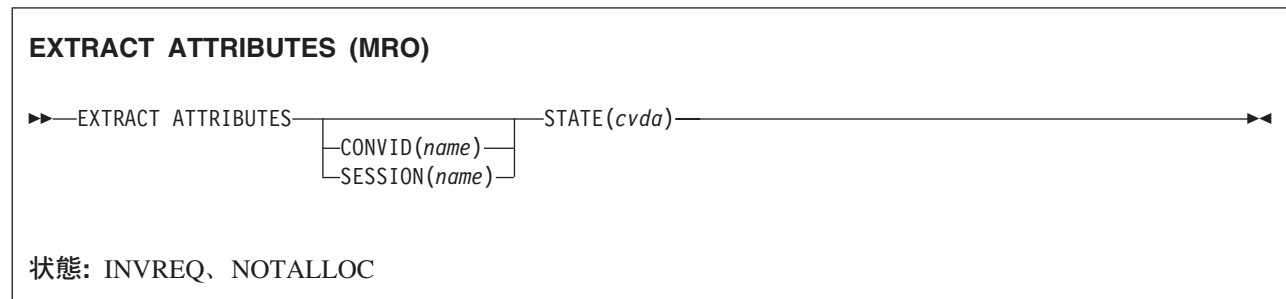 EXTRACT ATTRIBUTES (MRO)
EXTRACT ATTRIBUTES STATE(cvda)
CONVID(name)
SESSION(name)
状態: INVREQ、NOTALLOC